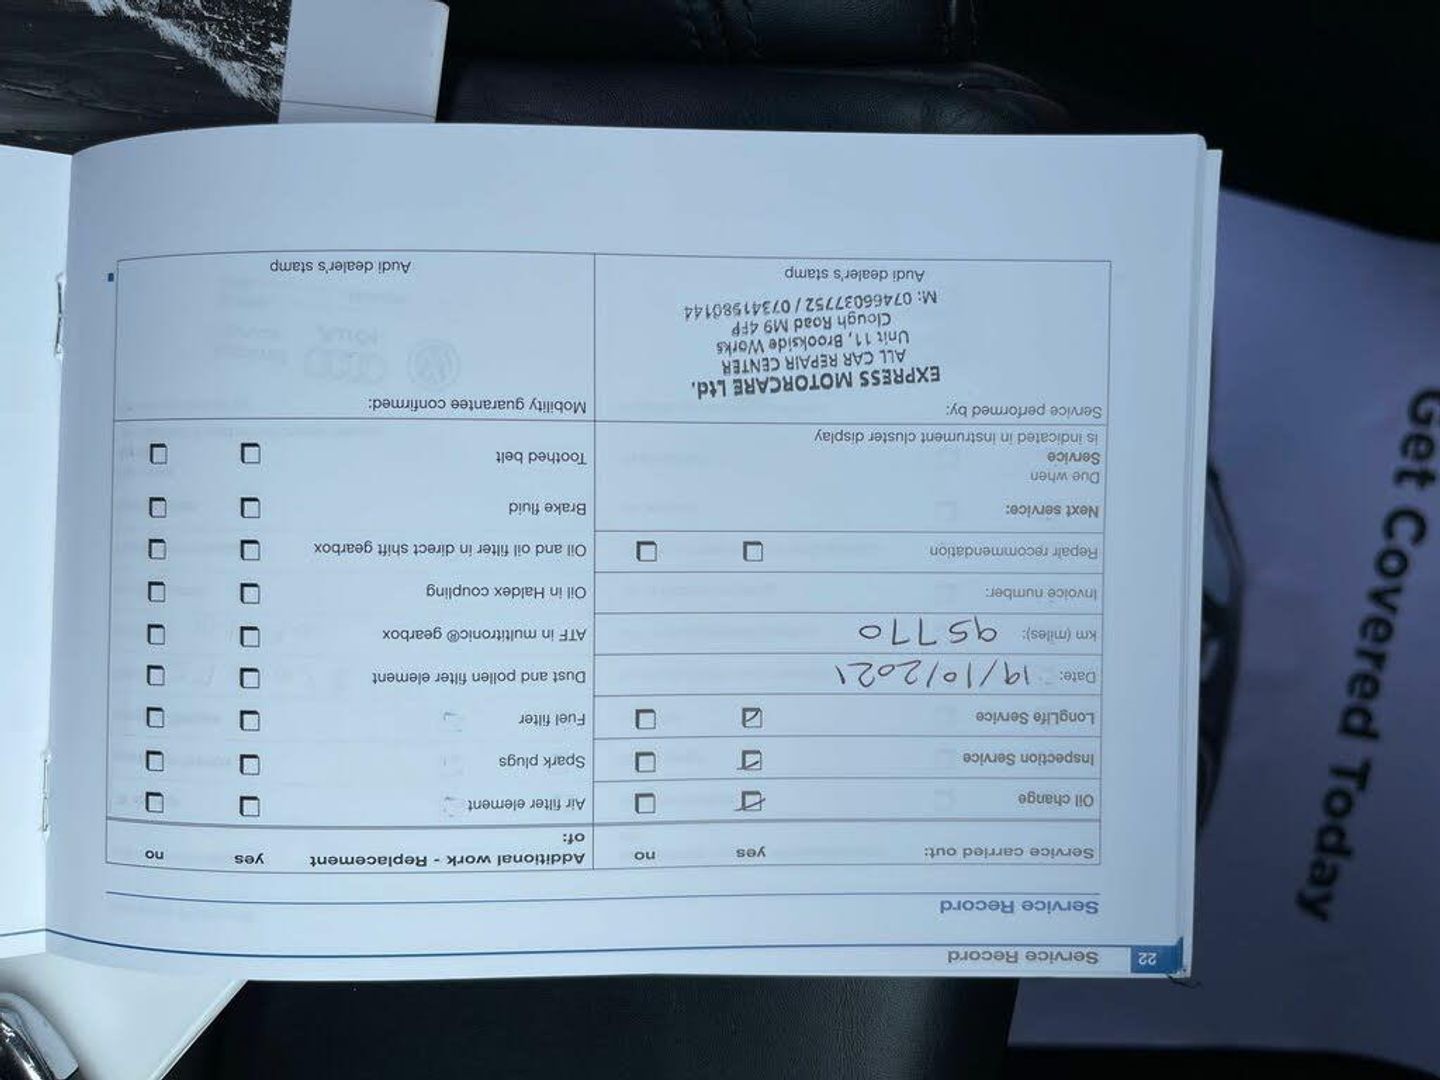 22 Service Record
Service Record
Service carried out: yes no
Oil change
Inspection Service
LongLife Service
Date: 19/10/2021
km (miles): 95770
Invoice number:
Repair recommendation
Next service:
Due when
Service
is indicated in instrument cluster display
Service performed by:
EXPRESS MOTORCARE Ltd.
ALL CAR REPAIR CENTER
Unit 11, Brookside Works
Clough Road M9 4FP
M: 07466037752 / 07341980144
Audi dealer's stamp
Additional work - Replacement yes no
of:
Air filter element
Spark plugs
Fuel filter
Dust and pollen filter element
ATF in multitronic® gearbox
Oil in Haldex coupling
Oil and oil filter in direct shift gearbox
Brake fluid
Toothed belt
Mobility guarantee confirmed:
Audi dealer's stamp
Get Covered Today